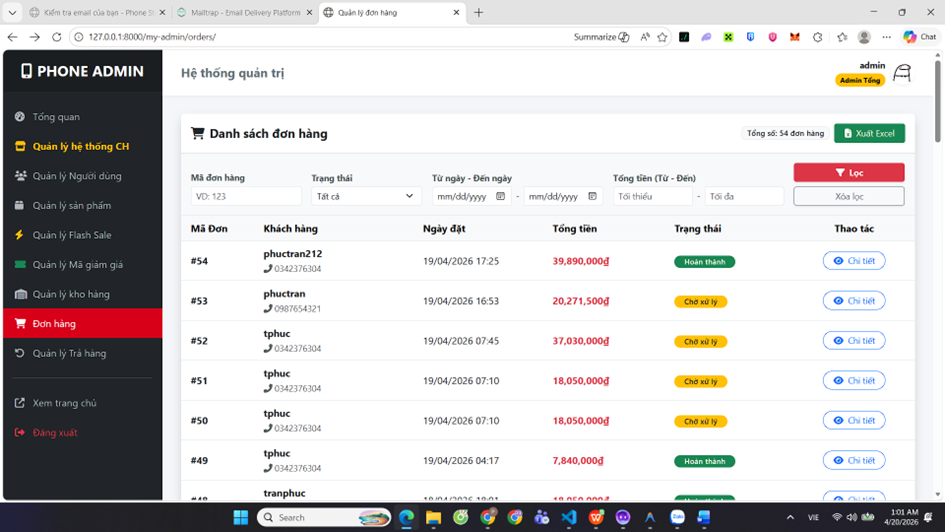 Kiểm tra email của bạn - Phone S
Mailtrap - Email Delivery Platform
Quản lý đơn hàng
127.0.0.1:8000/my-admin/orders/
Summarize
Chat
PHONE ADMIN
Hệ thống quản trị
admin
Admin Tổng
Tổng quan
Quản lý hệ thống CH
Quản lý Người dùng
Quản lý sản phẩm
Quản lý Flash Sale
Quản lý Mã giảm giá
Quản lý kho hàng
Đơn hàng
Quản lý Trả hàng
Xem trang chủ
Đăng xuất
Danh sách đơn hàng
Tổng số: 54 đơn hàng
Xuất Excel
Mã đơn hàng Trạng thái Từ ngày - Đến ngày Tổng tiền (Từ - Đến)
Lọc
VD: 123 Tất cả mm/dd/yyyy - mm/dd/yyyy Tối thiểu - Tối đa
Xóa lọc
Mã Đơn Khách hàng Ngày đặt Tổng tiền Trạng thái Thao tác
#54 phuctran212 19/04/2026 17:25 39,890,000₫ Hoàn thành Chi tiết
0342376304
#53 phuctran 19/04/2026 16:53 20,271,500₫ Chờ xử lý Chi tiết
0987654321
#52 tphuc 19/04/2026 07:45 37,030,000₫ Chờ xử lý Chi tiết
0342376304
#51 tphuc 19/04/2026 07:10 18,050,000₫ Chờ xử lý Chi tiết
0342376304
#50 tphuc 19/04/2026 07:10 18,050,000₫ Chờ xử lý Chi tiết
0342376304
#49 tphuc 19/04/2026 04:17 7,840,000₫ Hoàn thành Chi tiết
0342376304
#48 tranphuc 18/04/2026 18:01 18,050,000₫ Hoàn thành Chi tiết
Search
VIE
1:01 AM
4/20/2026